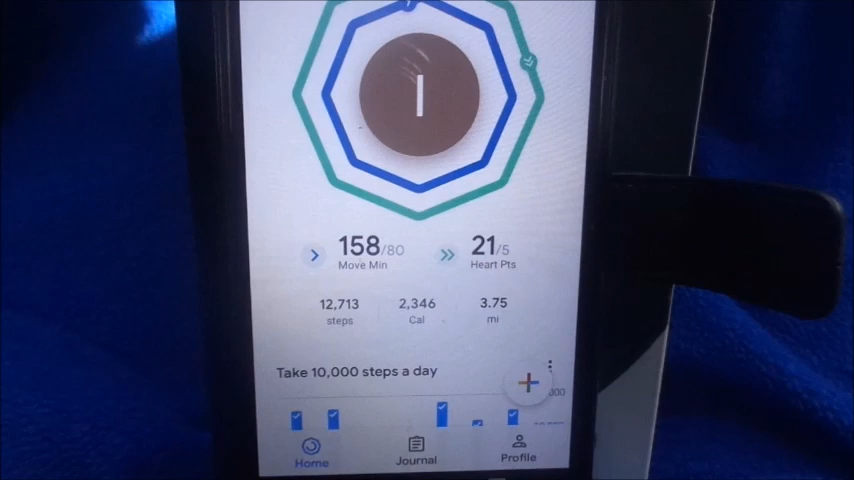 I
158/80
Move Min
21/5
Heart Pts
12,713
steps
2,346
Cal
3.75
mi
Take 10,000 steps a day
Home
Journal
Profile